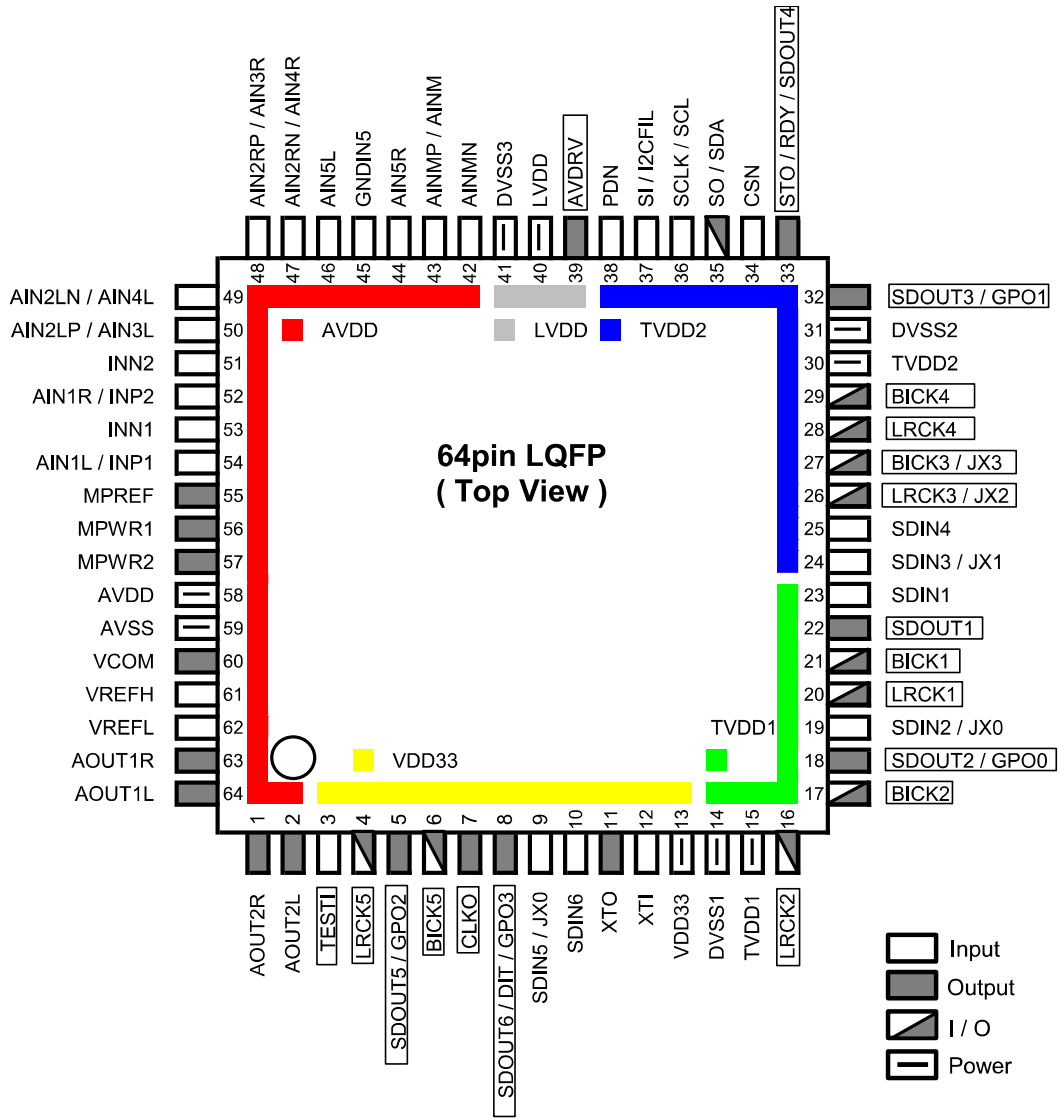 AIN2RP / AIN3R
AIN2RN / AIN4R
AIN5L
GNDIN5
AIN5R
AINMP / AINM
AINMN
DVSS3
LVDD
AVDRV
PDN
SI / I2CFIL
SCLK / SCL
SO / SDA
CSN
STO / RDY / SDOUT4
48
47
46
45
44
43
42
41
40
39
38
37
36
35
34
33
AIN2LN / AIN4L
49
AIN2LP / AIN3L
50
INN2
51
AIN1R / INP2
52
INN1
53
AIN1L / INP1
54
MPREF
55
MPWR1
56
MPWR2
57
AVDD
58
AVSS
59
VCOM
60
VREFH
61
VREFL
62
AOUT1R
63
AOUT1L
64
AVDD
LVDD
TVDD2
64pin LQFP
( Top View )
TVDD1
VDD33
32
SDOUT3 / GPO1
31
DVSS2
30
TVDD2
29
BICK4
28
LRCK4
27
BICK3 / JX3
26
LRCK3 / JX2
25
SDIN4
24
SDIN3 / JX1
23
SDIN1
22
SDOUT1
21
BICK1
20
LRCK1
19
SDIN2 / JX0
18
SDOUT2 / GPO0
17
BICK2
1
2
3
4
5
6
7
8
9
10
11
12
13
14
15
16
AOUT2R
AOUT2L
TESTI
LRCK5
SDOUT5 / GPO2
BICK5
CLKO
SDOUT6 / DIT / GPO3
SDIN5 / JX0
SDIN6
XTO
XTI
VDD33
DVSS1
TVDD1
LRCK2
Input
Output
I / O
Power